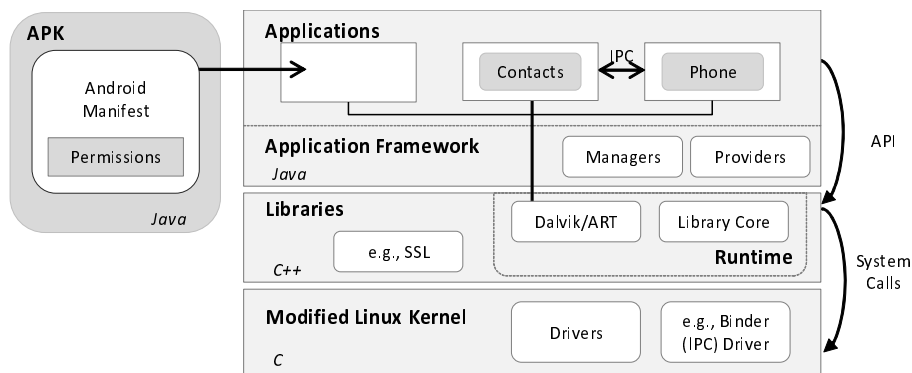 APK
Android
Manifest
Permissions
Java
Applications
Contacts
IPC
Phone
Application Framework
Java
Managers
Providers
API
Libraries
C++
e.g., SSL
Dalvik/ART
Library Core
Runtime
System
Calls
Modified Linux Kernel
C
Drivers
e.g., Binder
(IPC) Driver